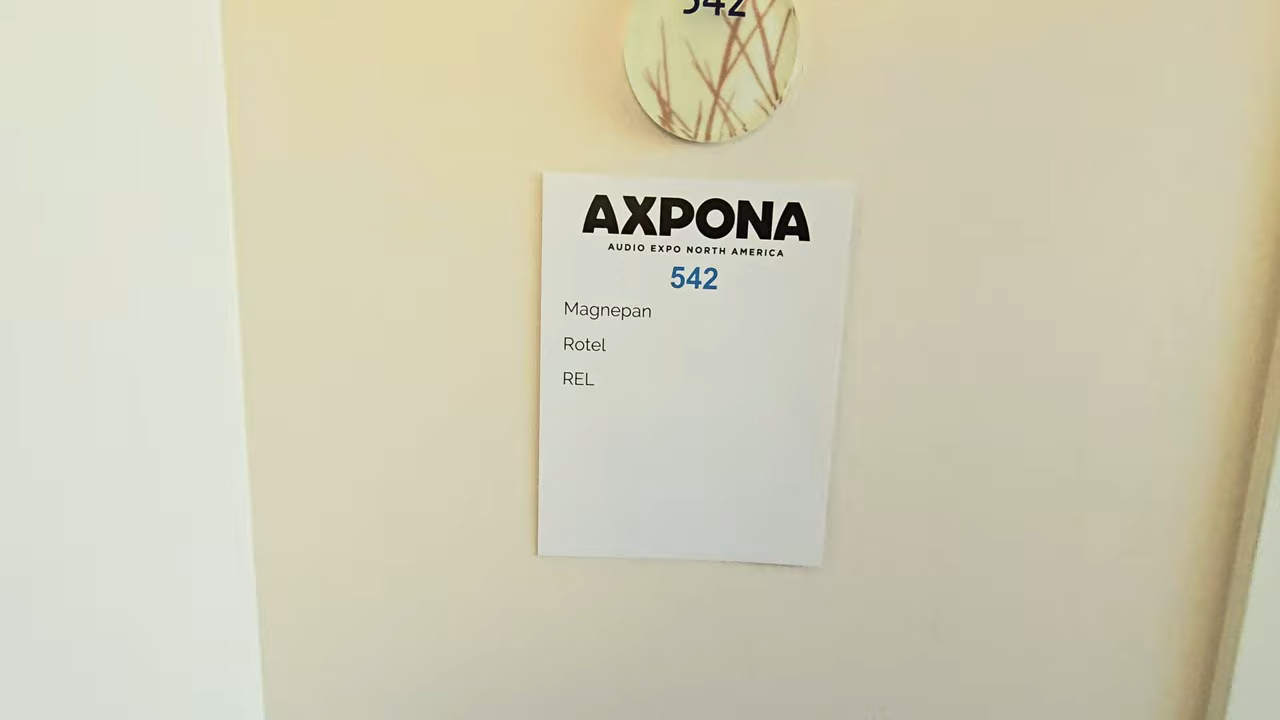 542
AXPONA
AUDIO EXPO NORTH AMERICA
542
Magnepan
Rotel
REL